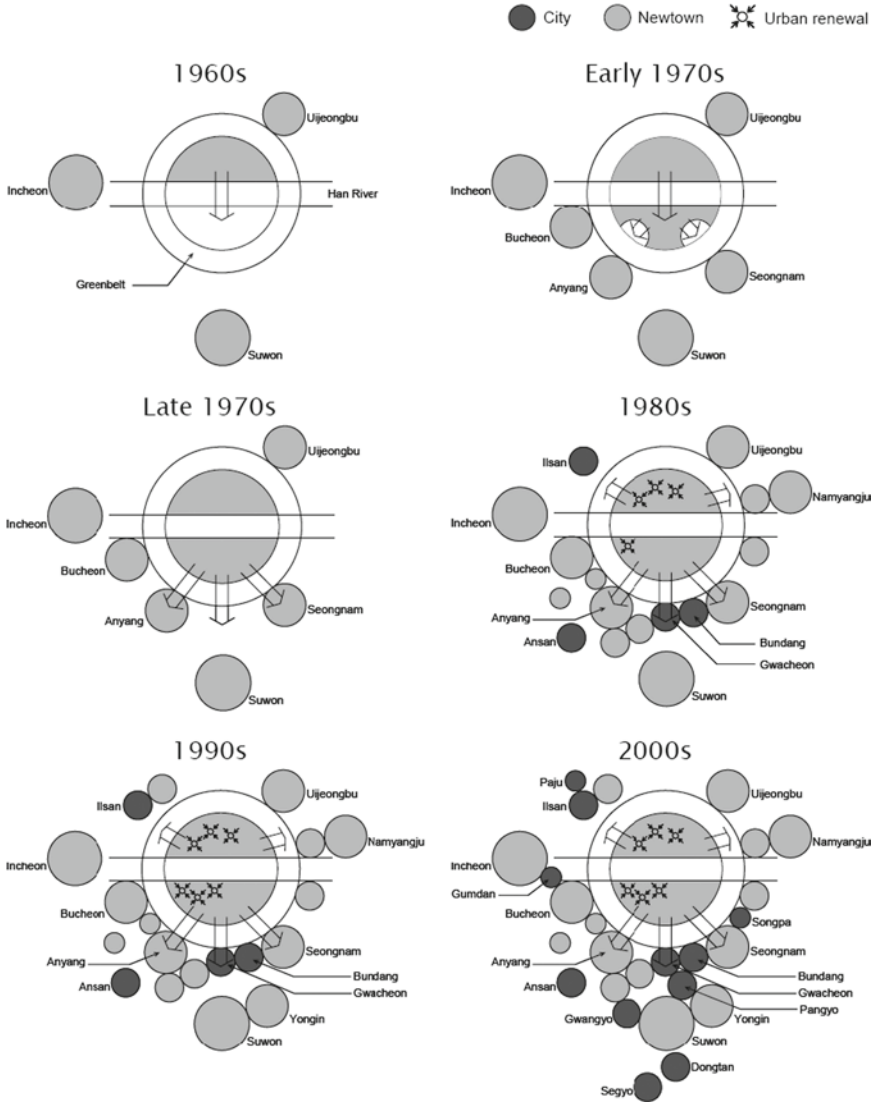 City Newtown Urban renewal
1960s
Uijeongbu
Incheon
Han River
Greenbelt
Suwon
Early 1970s
Uijeongbu
Incheon
Bucheon
Anyang
Seongnam
Suwon
Late 1970s
Uijeongbu
Incheon
Bucheon
Anyang
Seongnam
Suwon
1980s
Ilsan
Uijeongbu
Namyangju
Incheon
Bucheon
Anyang
Seongnam
Ansan
Bundang
Gwacheon
Suwon
1990s
Ilsan
Uijeongbu
Namyangju
Incheon
Bucheon
Anyang
Seongnam
Ansan
Bundang
Gwacheon
Yongin
Suwon
2000s
Paju
Ilsan
Uijeongbu
Namyangju
Incheon
Gumdan
Bucheon
Songpa
Anyang
Seongnam
Ansan
Bundang
Gwacheon
Pangyo
Gwangyo
Yongin
Suwon
Dongtan
Segyo